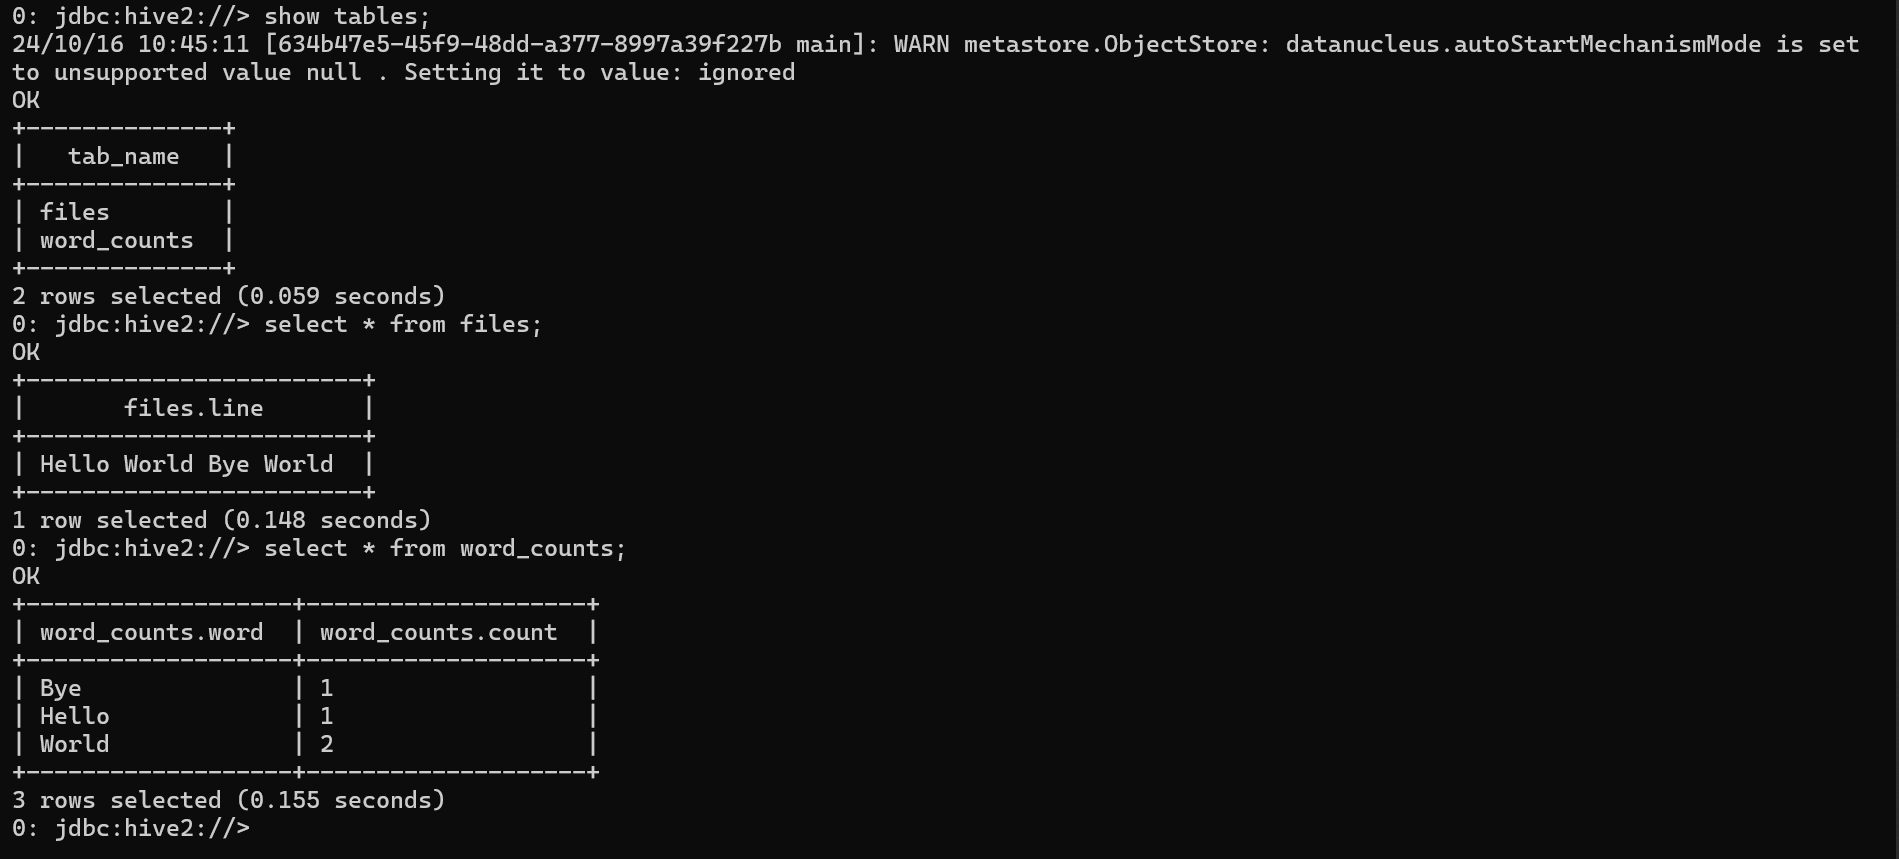 0: jdbc:hive2://> show tables;
24/10/16 10:45:11 [634b47e5-45f9-48dd-a377-8997a39f227b main]: WARN metastore.ObjectStore: datanucleus.autoStartMechanismMode is set
to unsupported value null . Setting it to value: ignored
OK
+--------------+
|   tab_name   |
+--------------+
| files        |
| word_counts  |
+--------------+
2 rows selected (0.059 seconds)
0: jdbc:hive2://> select * from files;
OK
+------------------------+
|       files.line       |
+------------------------+
| Hello World Bye World  |
+------------------------+
1 row selected (0.148 seconds)
0: jdbc:hive2://> select * from word_counts;
OK
+-------------------+--------------------+
| word_counts.word  | word_counts.count  |
+-------------------+--------------------+
| Bye               | 1                  |
| Hello             | 1                  |
| World             | 2                  |
+-------------------+--------------------+
3 rows selected (0.155 seconds)
0: jdbc:hive2://>